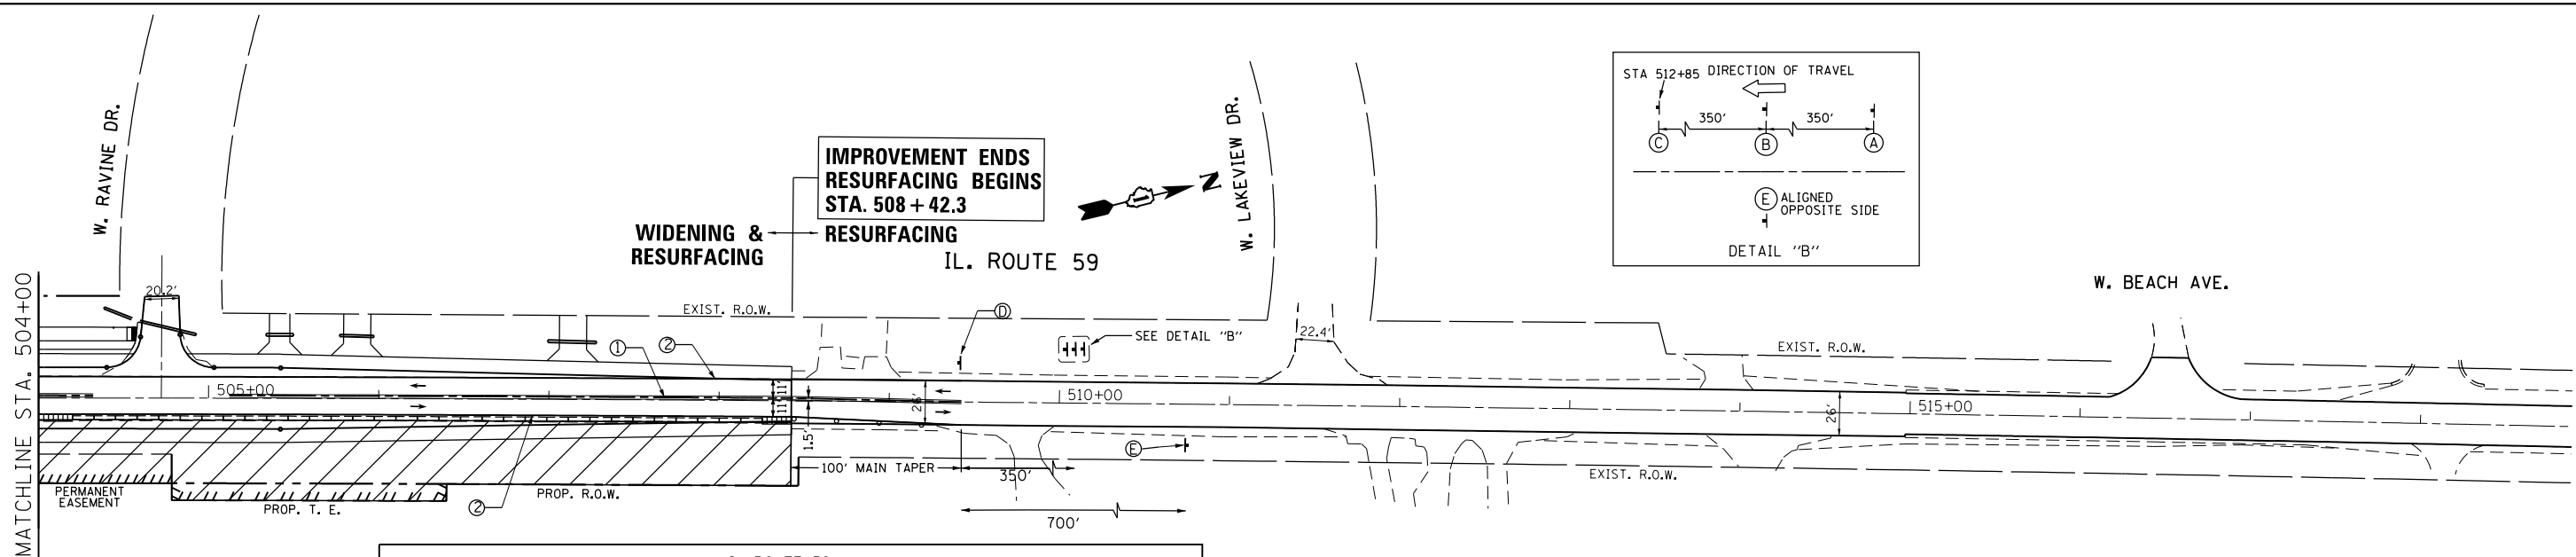 STA 512+85 DIRECTION OF TRAVEL
350' 350'
C B A
E ALIGNED
OPPOSITE SIDE
DETAIL "B"
W. RAVINE DR.
IMPROVEMENT ENDS
RESURFACING BEGINS
STA. 508 + 42.3
WIDENING &
RESURFACING
RESURFACING
IL. ROUTE 59
N
W. LAKEVIEW DR.
W. BEACH AVE.
MATCHLINE STA. 504+00
20.2'
EXIST. R.O.W.
D
SEE DETAIL "B"
22.4'
EXIST. R.O.W.
1
2
505+00
11'
11'
26'
510+00
26'
515+00
1.5'
E
100' MAIN TAPER
350'
EXIST. R.O.W.
PERMANENT
EASEMENT
PROP. T. E.
2
PROP. R.O.W.
700'